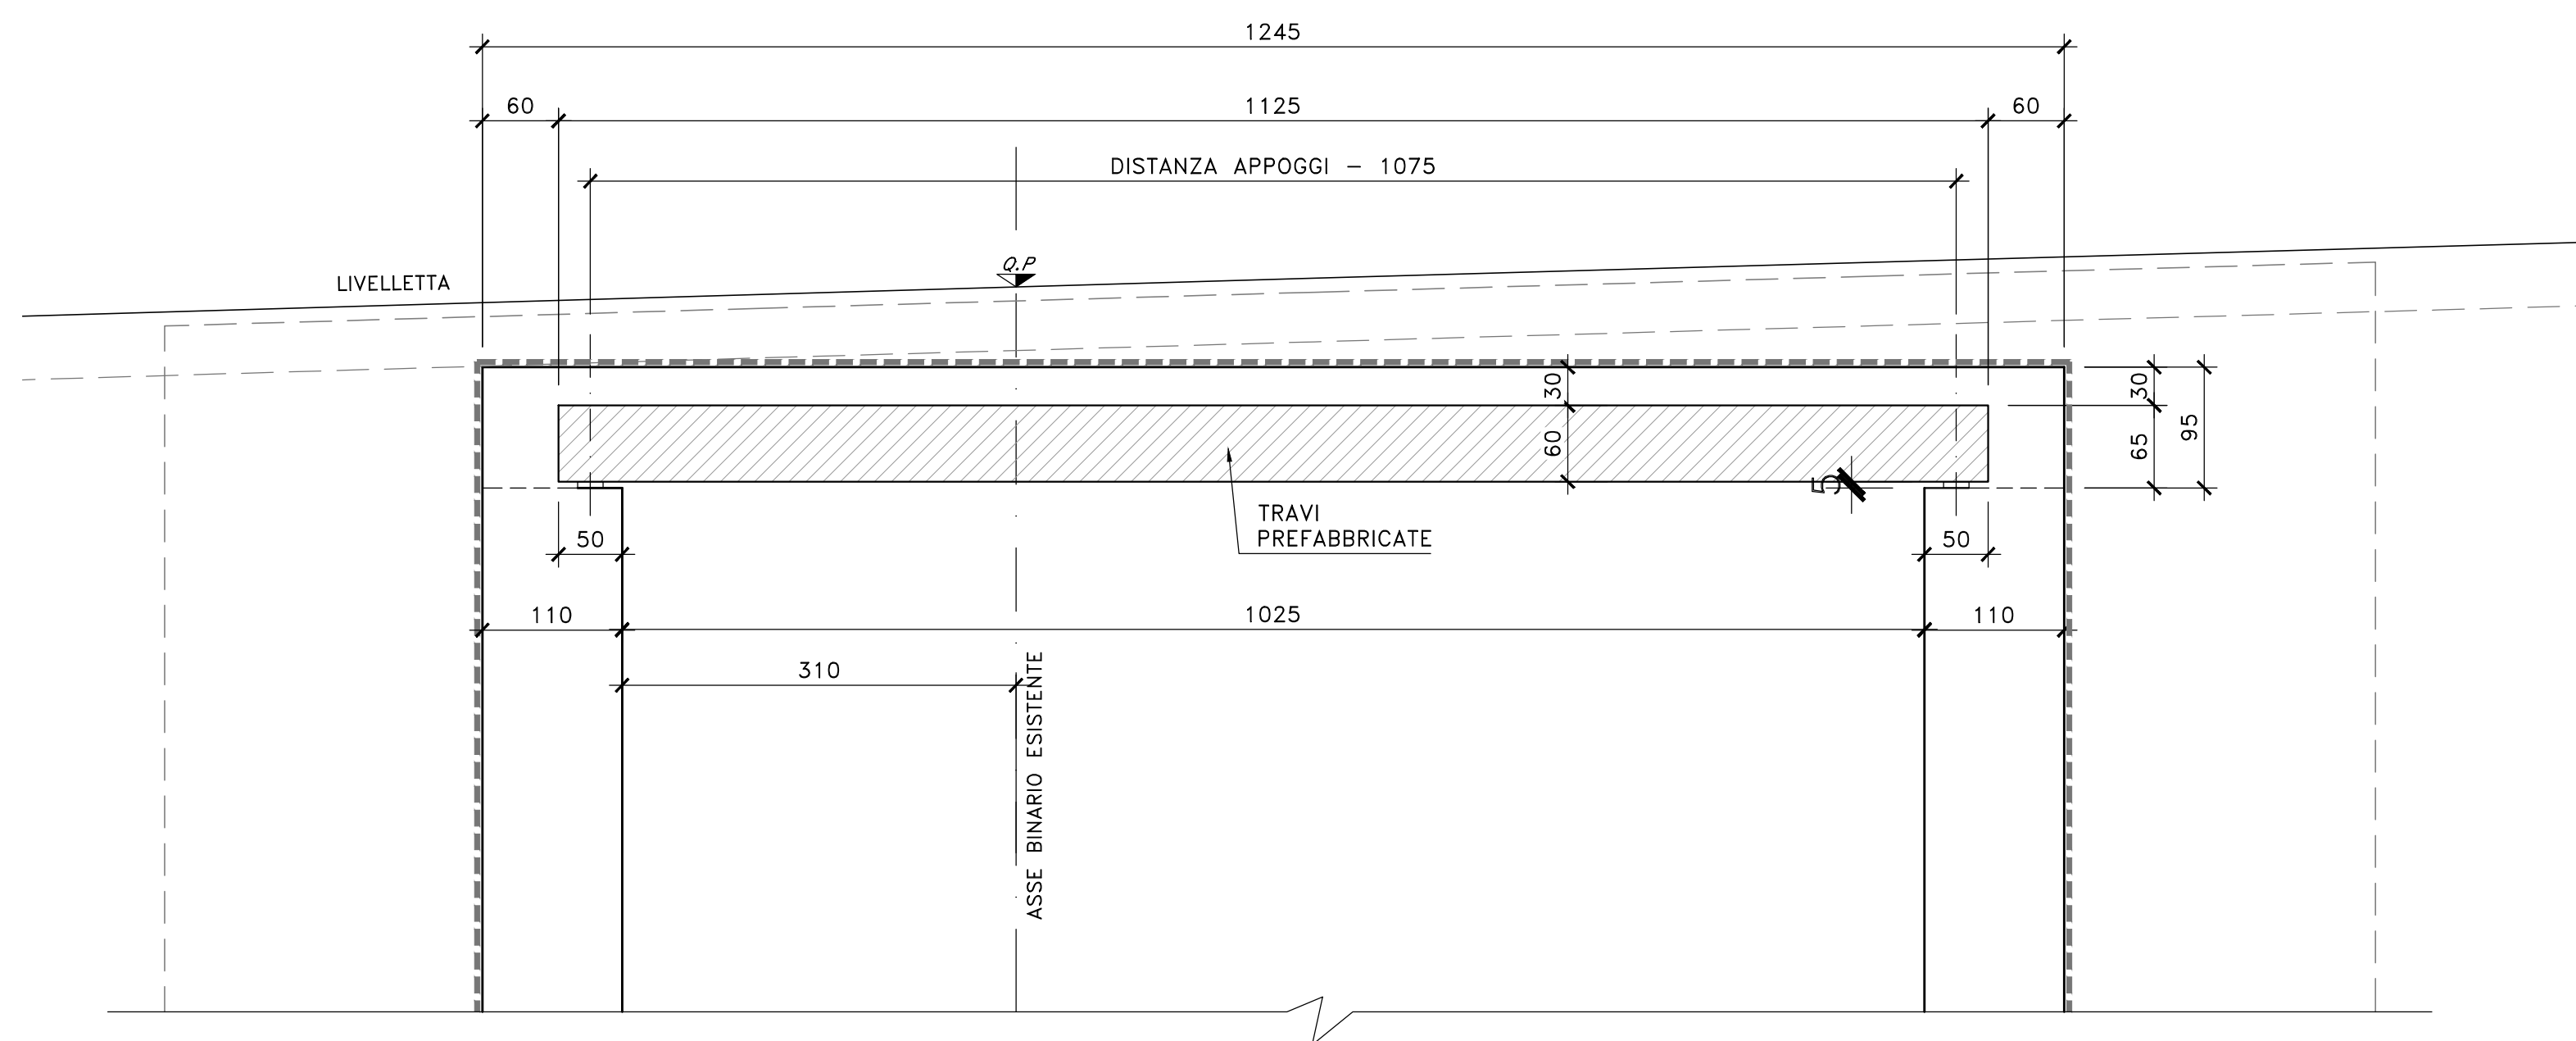 1245
60
1125
60
DISTANZA APPOGGI - 1075
Q.P
LIVELLETTA
30
30
95
60
65
5
TRAVI
PREFABBRICATE
50
50
110
1025
110
310
ASSE BINARIO ESISTENTE